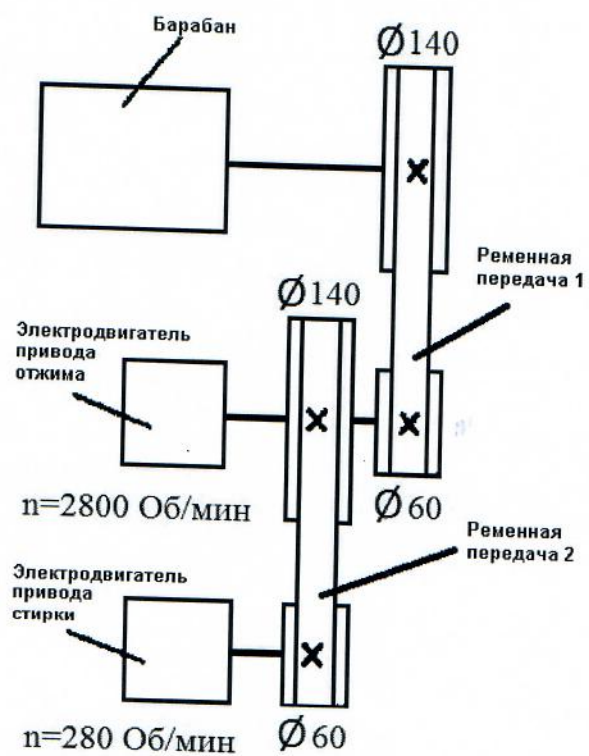 Барабан
Ø140
Ременная
передача 1
Ø140
Электродвигатель
привода
отжима
n=2800 Об/мин
Ø60
Ременная
передача 2
Электродвигатель
привода
стирки
n=280 Об/мин
Ø60